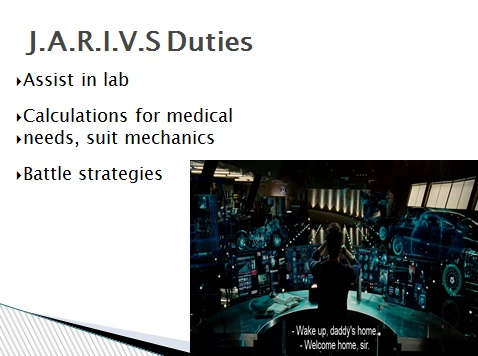 J.A.R.I.V.S Duties
Assist in lab
Calculations for medical
needs, suit mechanics
Battle strategies
- Wake up, daddy's home.
- Welcome home, sir.